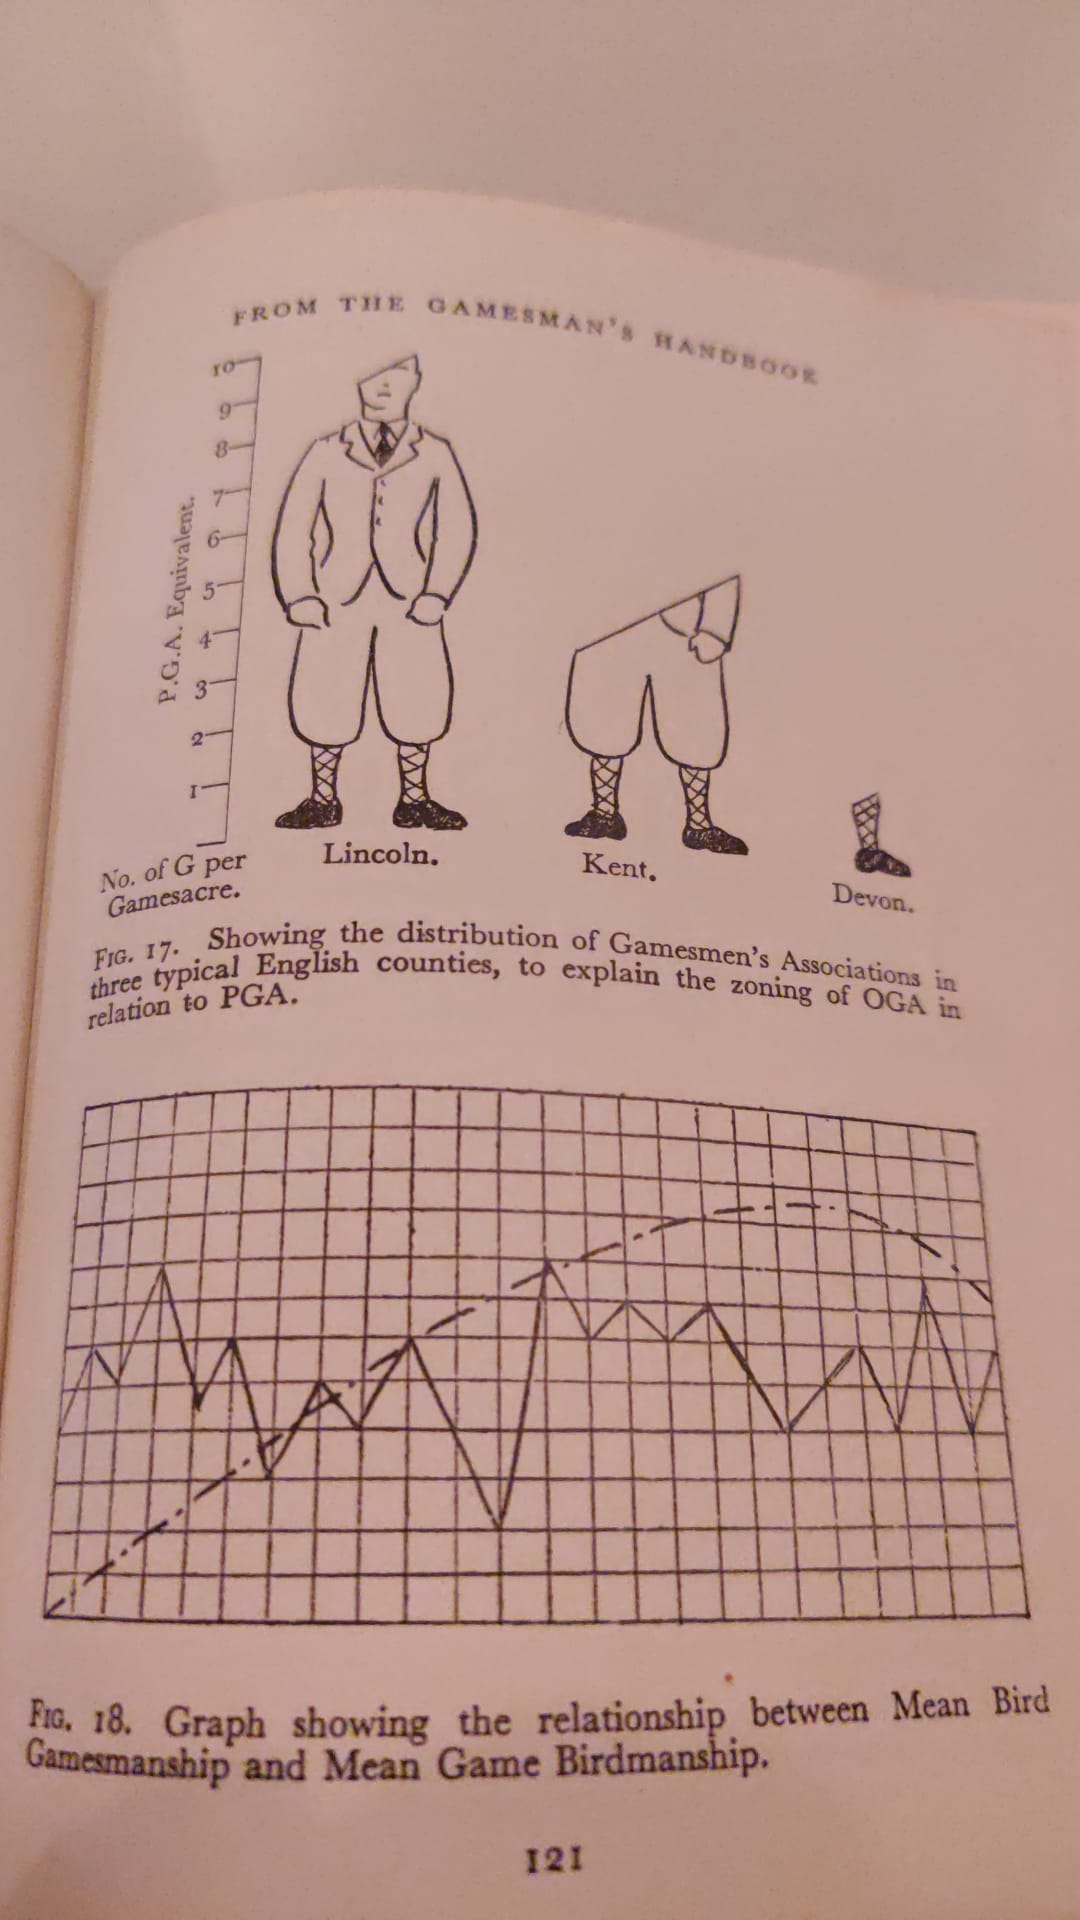 FROM THE GAMESMAN'S HANDBOOK
10
9
8
7
6
5
4
3
2
1
P.G.A. Equivalent.
No. of G per
Gamesacre.
Lincoln.
Kent.
Devon.
FIG. 17. Showing the distribution of Gamesmen's Associations in
three typical English counties, to explain the zoning of OGA in
relation to PGA.
FIG. 18. Graph showing the relationship between Mean Bird
Gamesmanship and Mean Game Birdmanship.
121